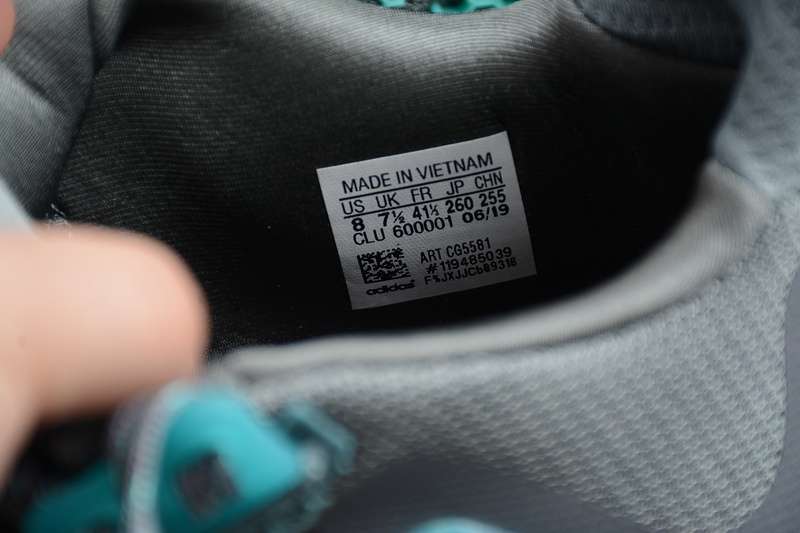 MADE IN VIETNAM
US UK FR JP CHN
8 7½ 41⅓ 260 255
CLU 600001 06/19
ART CG5581
#119485039
adidas